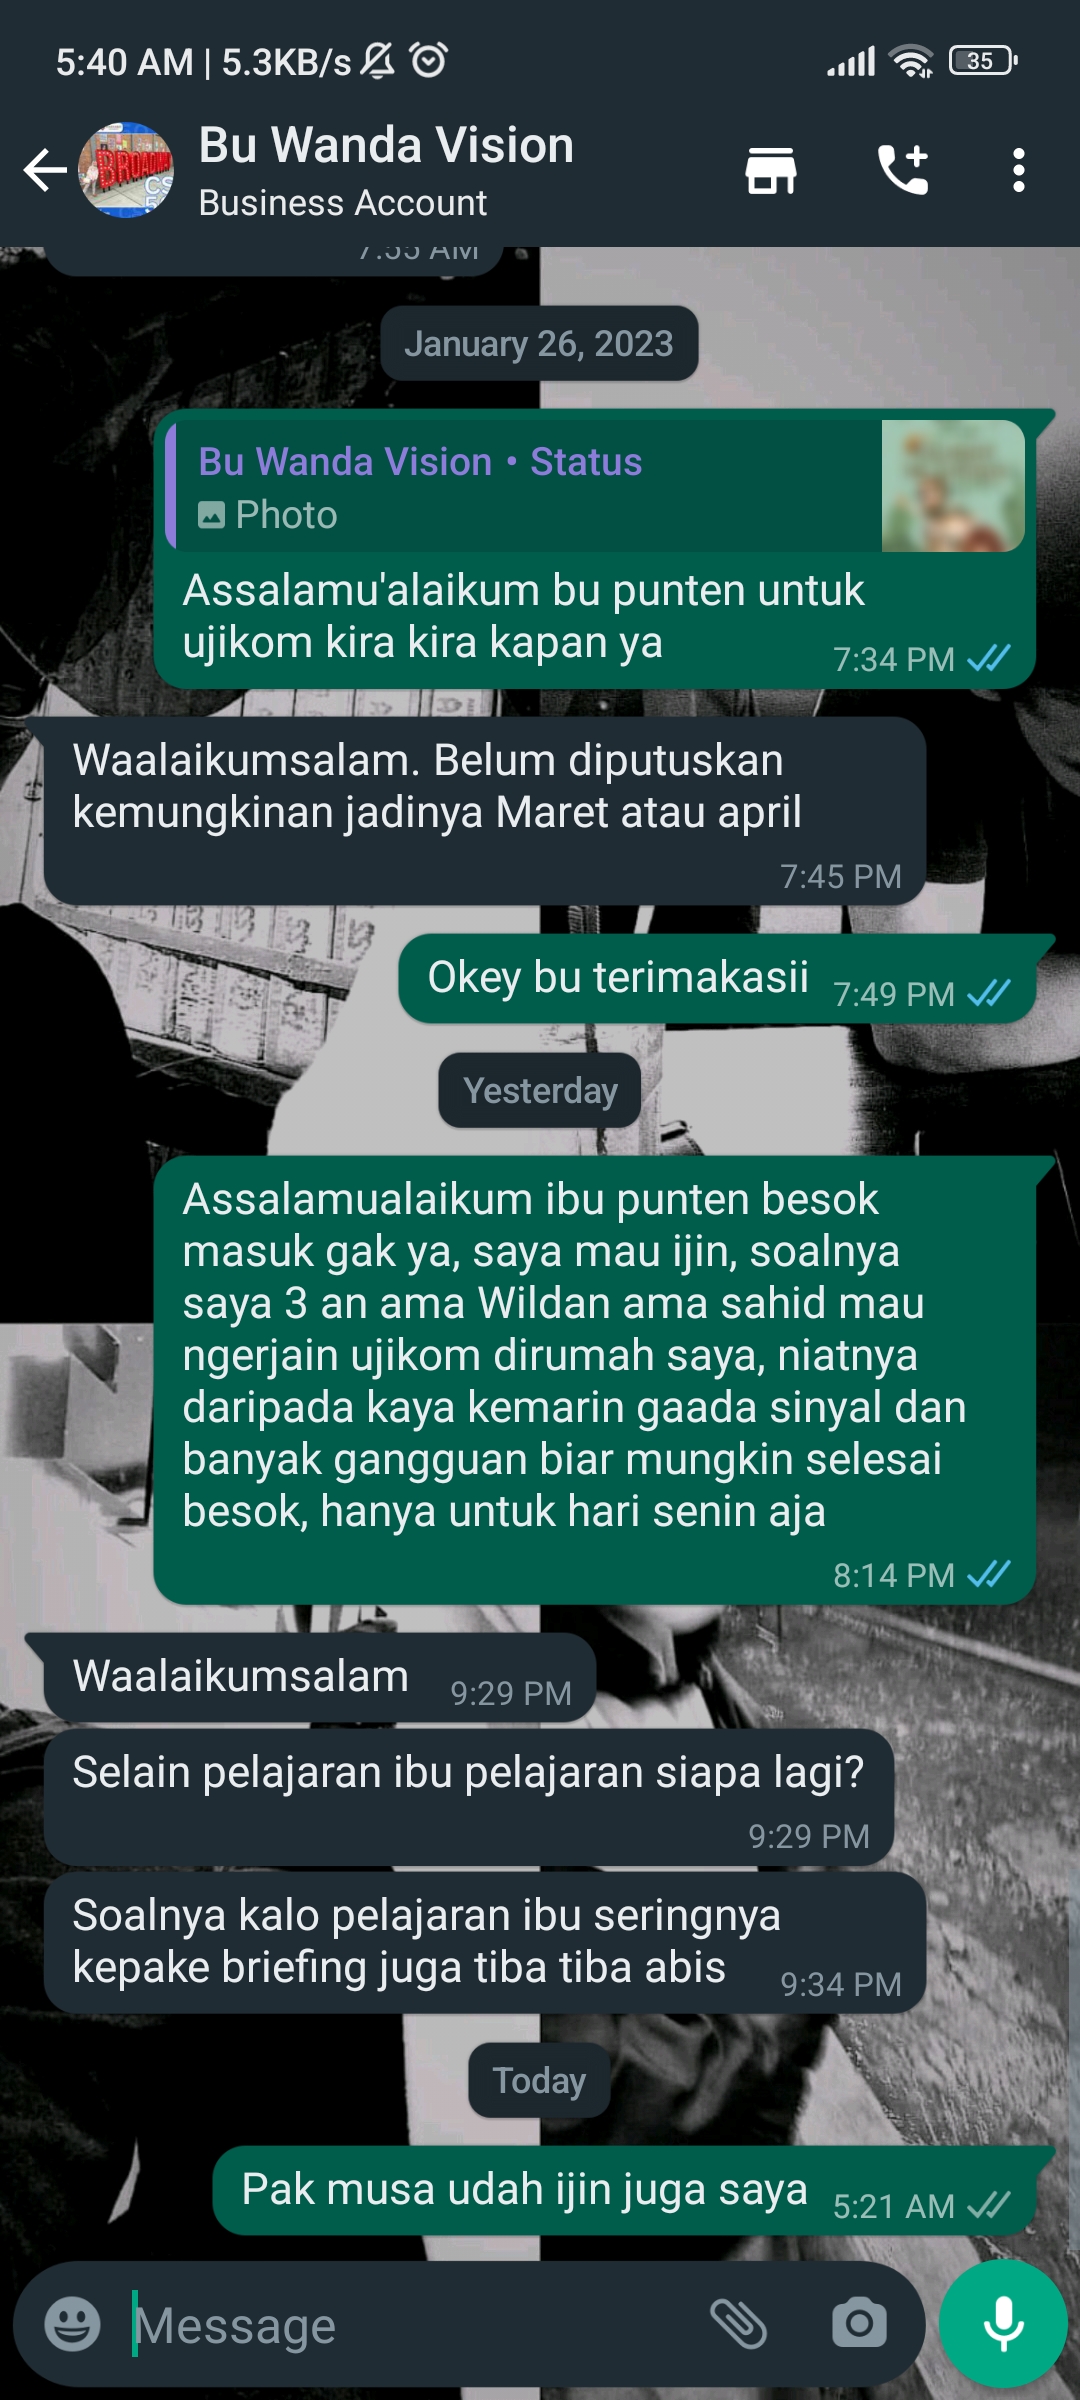 5:40 AM | 5.3KB/s
35
Bu Wanda Vision
Business Account
BROADWAY
7:55 AM
January 26, 2023
Bu Wanda Vision • Status
Photo
Assalamu'alaikum bu punten untuk
ujikom kira kira kapan ya
7:34 PM
Waalaikumsalam. Belum diputuskan
kemungkinan jadinya Maret atau april
7:45 PM
Okey bu terimakasii 7:49 PM
Yesterday
Assalamualaikum ibu punten besok
masuk gak ya, saya mau ijin, soalnya
saya 3 an ama Wildan ama sahid mau
ngerjain ujikom dirumah saya, niatnya
daripada kaya kemarin gaada sinyal dan
banyak gangguan biar mungkin selesai
besok, hanya untuk hari senin aja
8:14 PM
Waalaikumsalam 9:29 PM
Selain pelajaran ibu pelajaran siapa lagi?
9:29 PM
Soalnya kalo pelajaran ibu seringnya
kepake briefing juga tiba tiba abis 9:34 PM
Today
Pak musa udah ijin juga saya 5:21 AM
Message